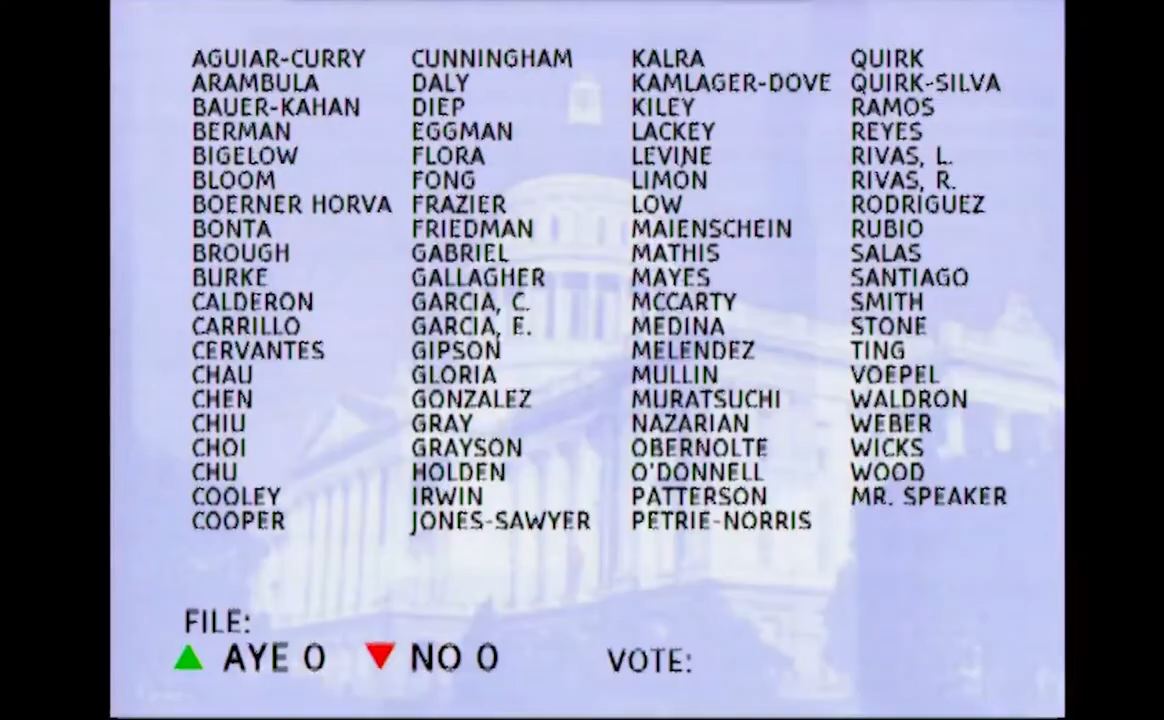 AGUIAR-CURRY CUNNINGHAM KALRA QUIRK
ARAMBULA DALY KAMLAGER-DOVE QUIRK-SILVA
BAUER-KAHAN DIEP KILEY RAMOS
BERMAN EGGMAN LACKEY REYES
BIGELOW FLORA LEVINE RIVAS, L.
BLOOM FONG LIMÓN RIVAS, R.
BOERNER HORVA FRAZIER LOW RODRIGUEZ
BONTA FRIEDMAN MAIENSCHEIN RUBIO
BROUGH GABRIEL MATHIS SALAS
BURKE GALLAGHER MAYES SANTIAGO
CALDERON GARCIA, C. MCCARTY SMITH
CARRILLO GARCIA, E. MEDINA STONE
CERVANTES GIPSON MELENDEZ TING
CHAU GLORIA MULLIN VOEPEL
CHEN GONZALEZ MURATSUCHI WALDRON
CHIU GRAY NAZARIAN WEBER
CHOI GRAYSON OBERNOLTE WICKS
CHU HOLDEN O'DONNELL WOOD
COOLEY IRWIN PATTERSON MR. SPEAKER
COOPER JONES-SAWYER PETRIE-NORRIS
FILE:
AYE 0 NO 0 VOTE: